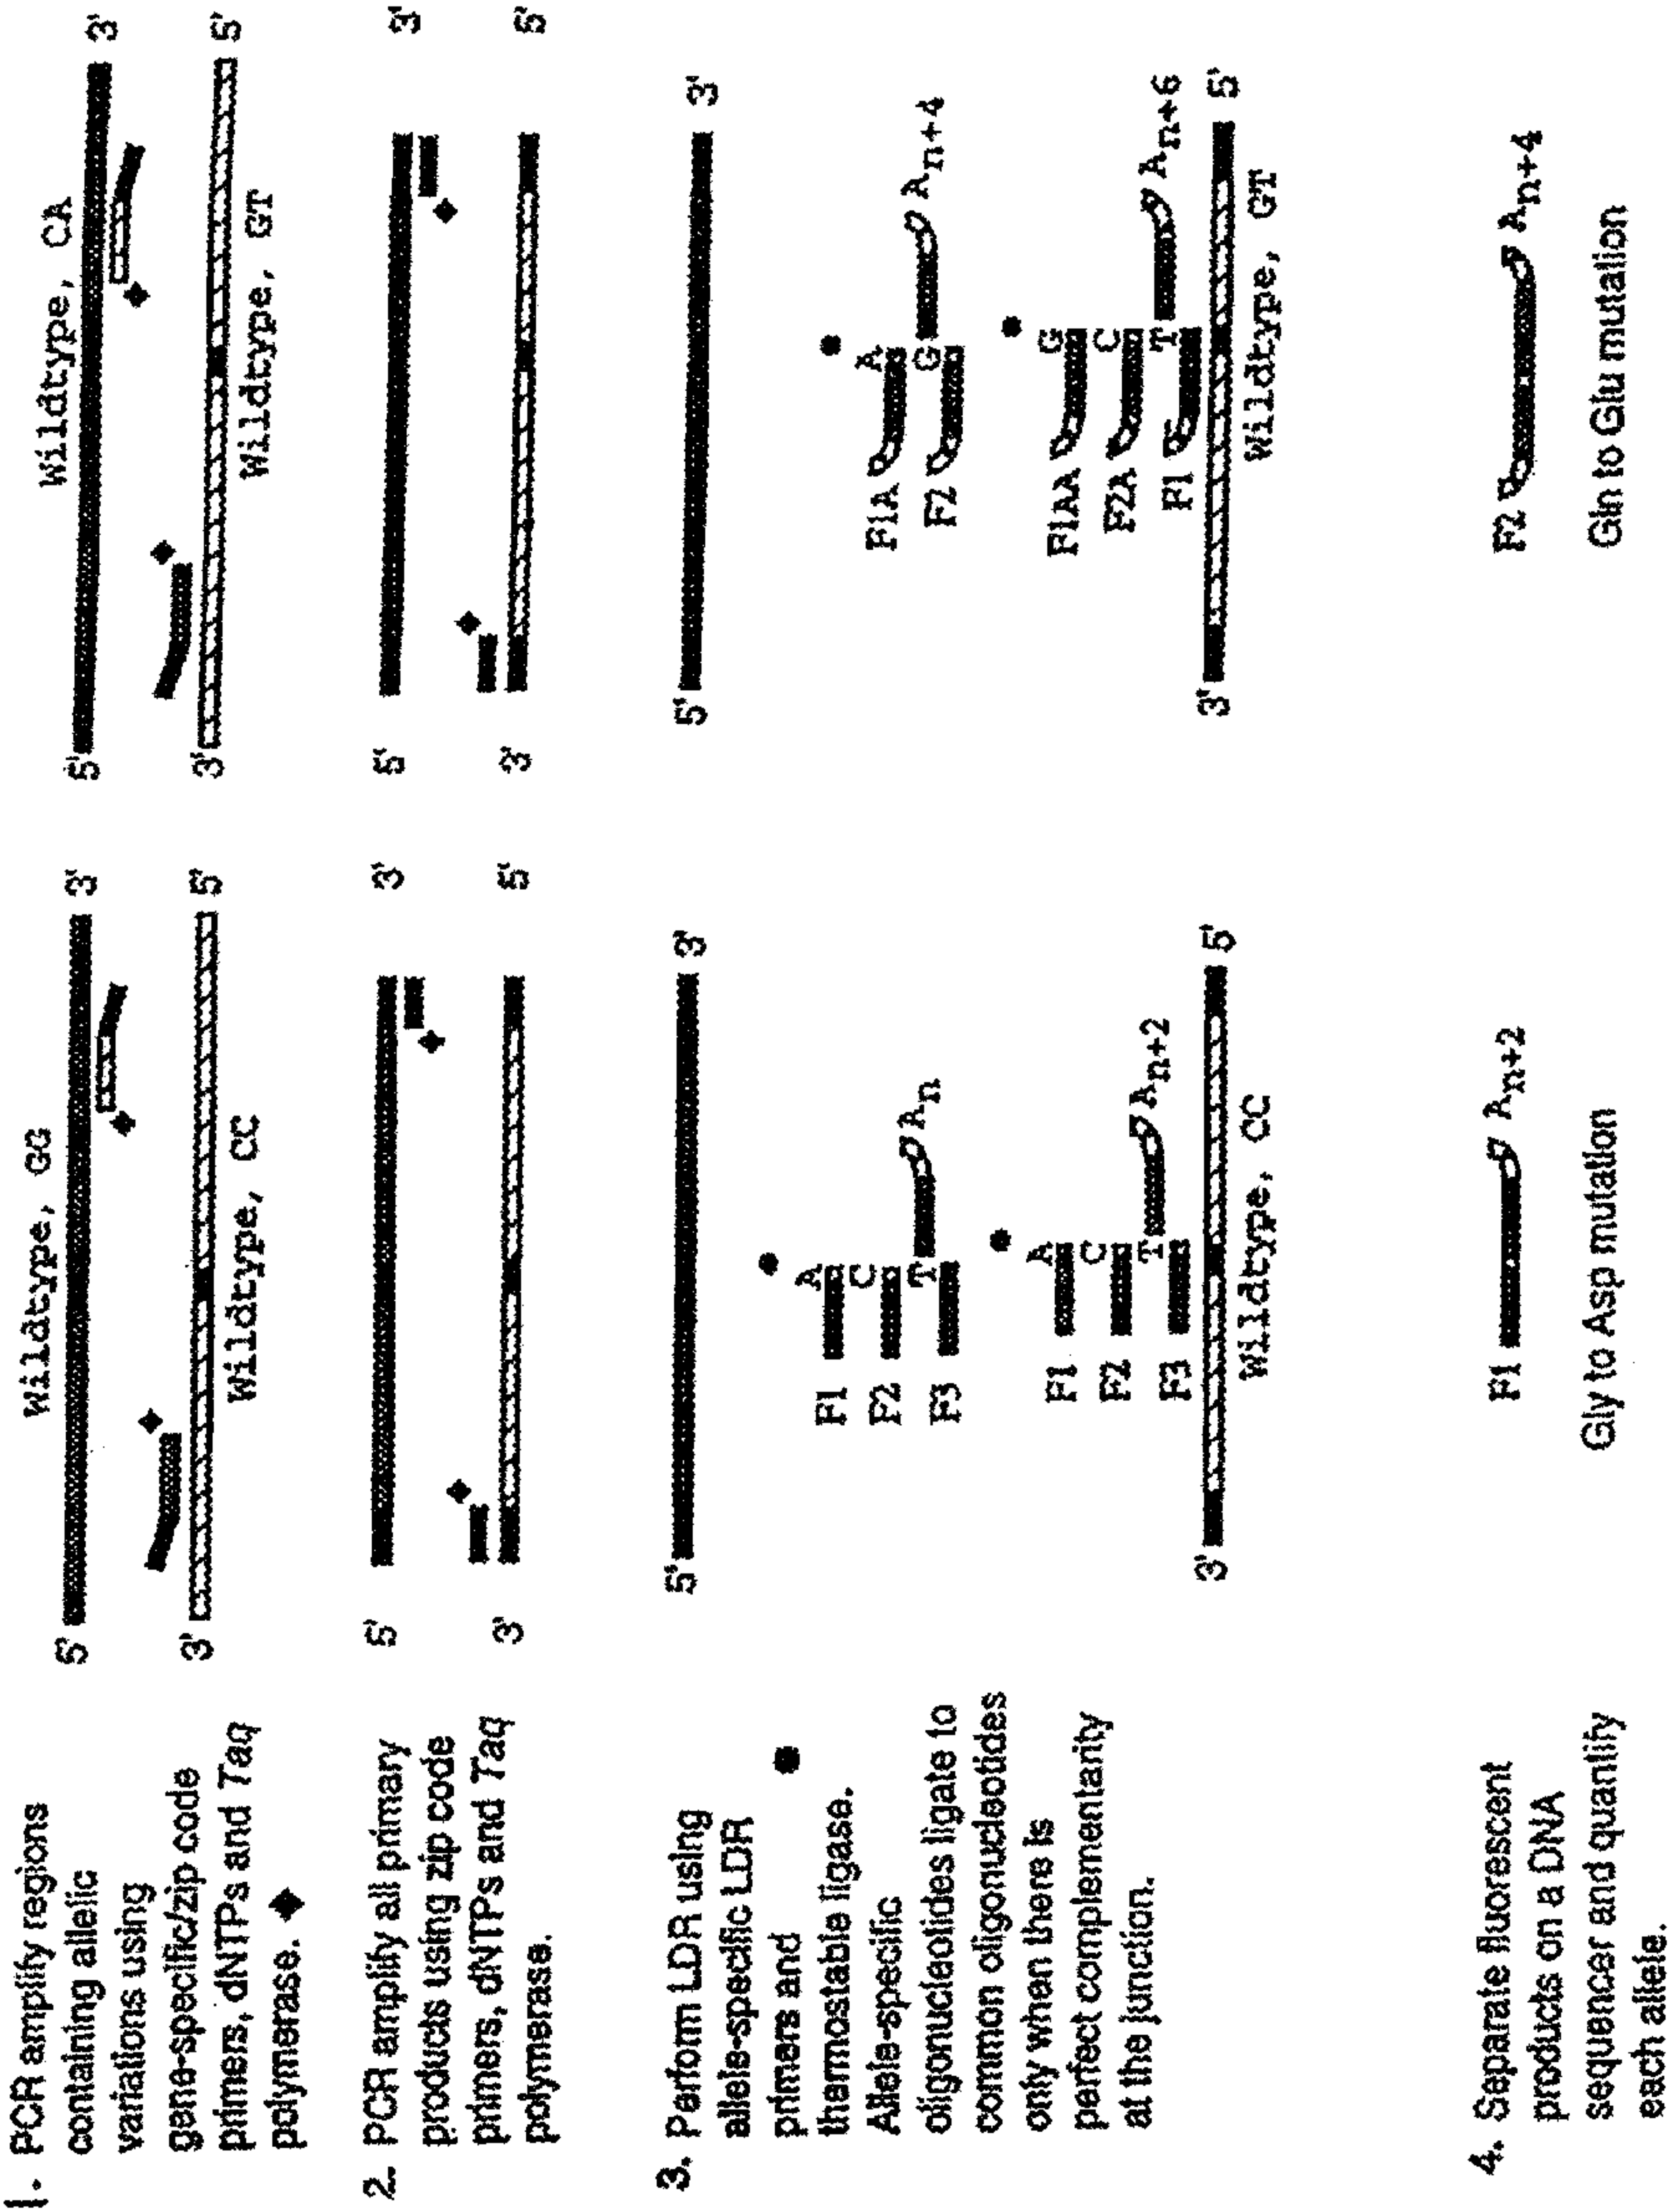 1. PCR amplify regions
containing allelic
variations using
gene-specific/zip code
primers, dNTPs and Taq
polymerase.
Wildtype, GG
5' 3'
3' 5'
Wildtype, CC
Wildtype, CA
5' 3'
3' 5'
Wildtype, GT
2. PCR amplify all primary
products using zip code
primers, dNTPs and Taq
polymerase.
5' 3'
3' 5'
5' 3'
3' 5'
3. Perform LDR using
allele-specific LDR
primers and
thermostable ligase.
Allele-specific
oligonucleotides ligate to
common oligonucleotides
only when there is
perfect complementarity
at the junction.
5' 3'
F1 A
F2 C
F3 T An
F1 A
F2 C
F3 T An+2
3' 5'
Wildtype, CC
5' 3'
F1A A
F2 G An+4
F1AA G
F2A C
F1 T An+6
3' 5'
Wildtype, GT
4. Separate fluorescent
products on a DNA
sequencer and quantify
each allele.
F1 An+2
Gly to Asp mutation
F2 An+4
Gln to Glu mutation